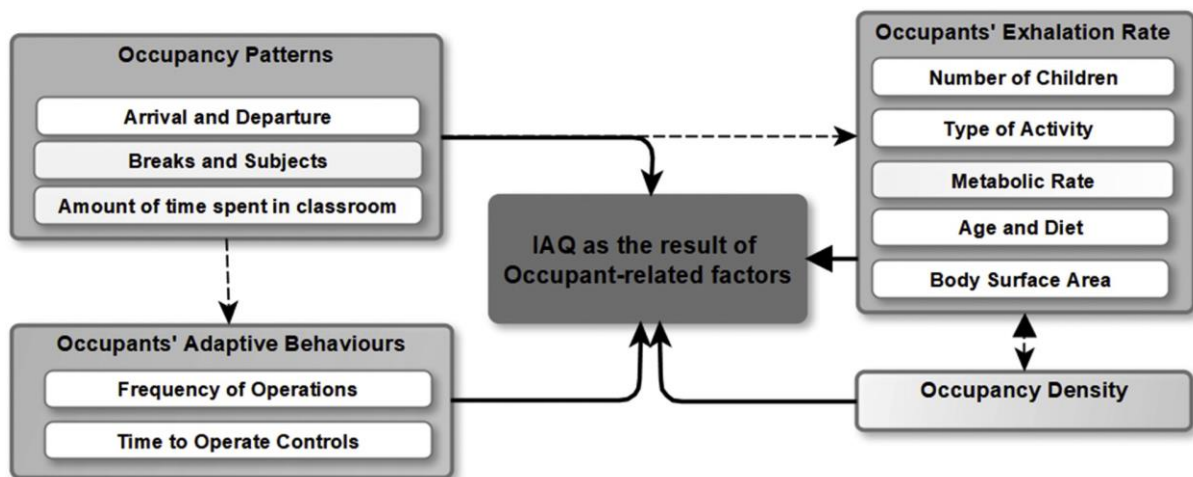 Occupancy Patterns
Arrival and Departure
Breaks and Subjects
Amount of time spent in classroom
Occupants' Exhalation Rate
Number of Children
Type of Activity
Metabolic Rate
Age and Diet
Body Surface Area
IAQ as the result of
Occupant-related factors
Occupants' Adaptive Behaviours
Frequency of Operations
Time to Operate Controls
Occupancy Density